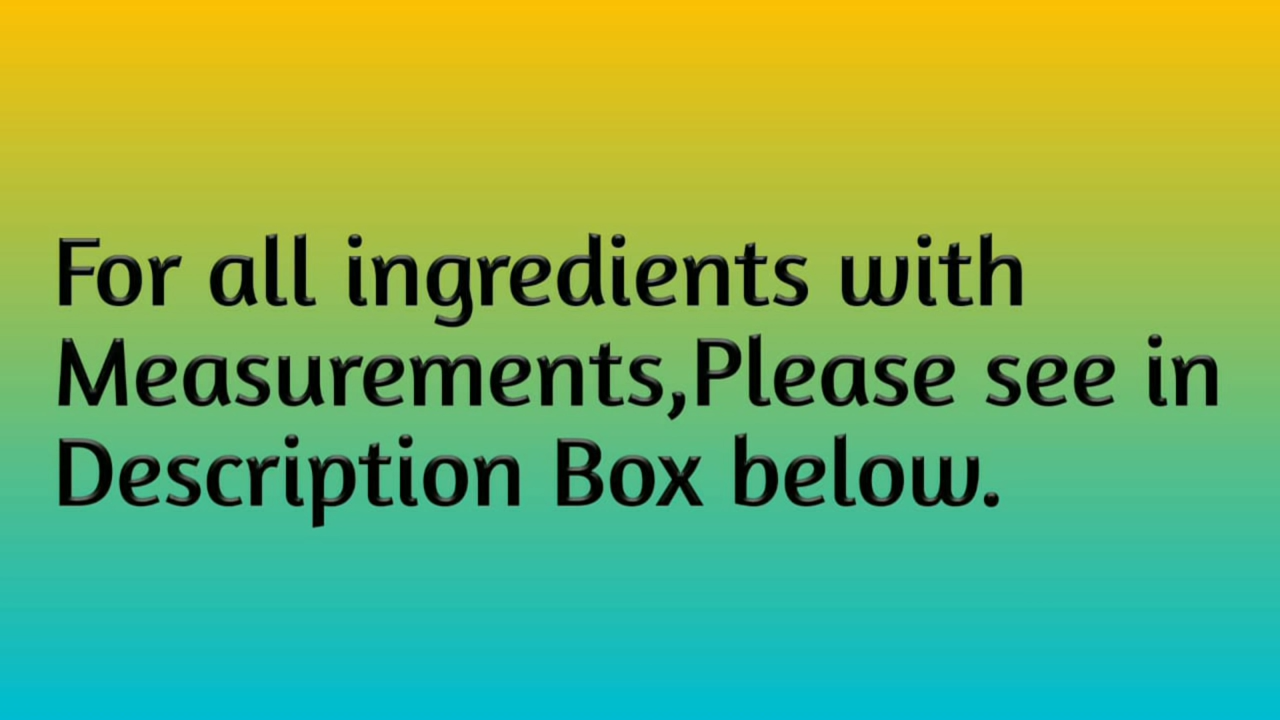 For all ingredients with
Measurements,Please see in
Description Box below.